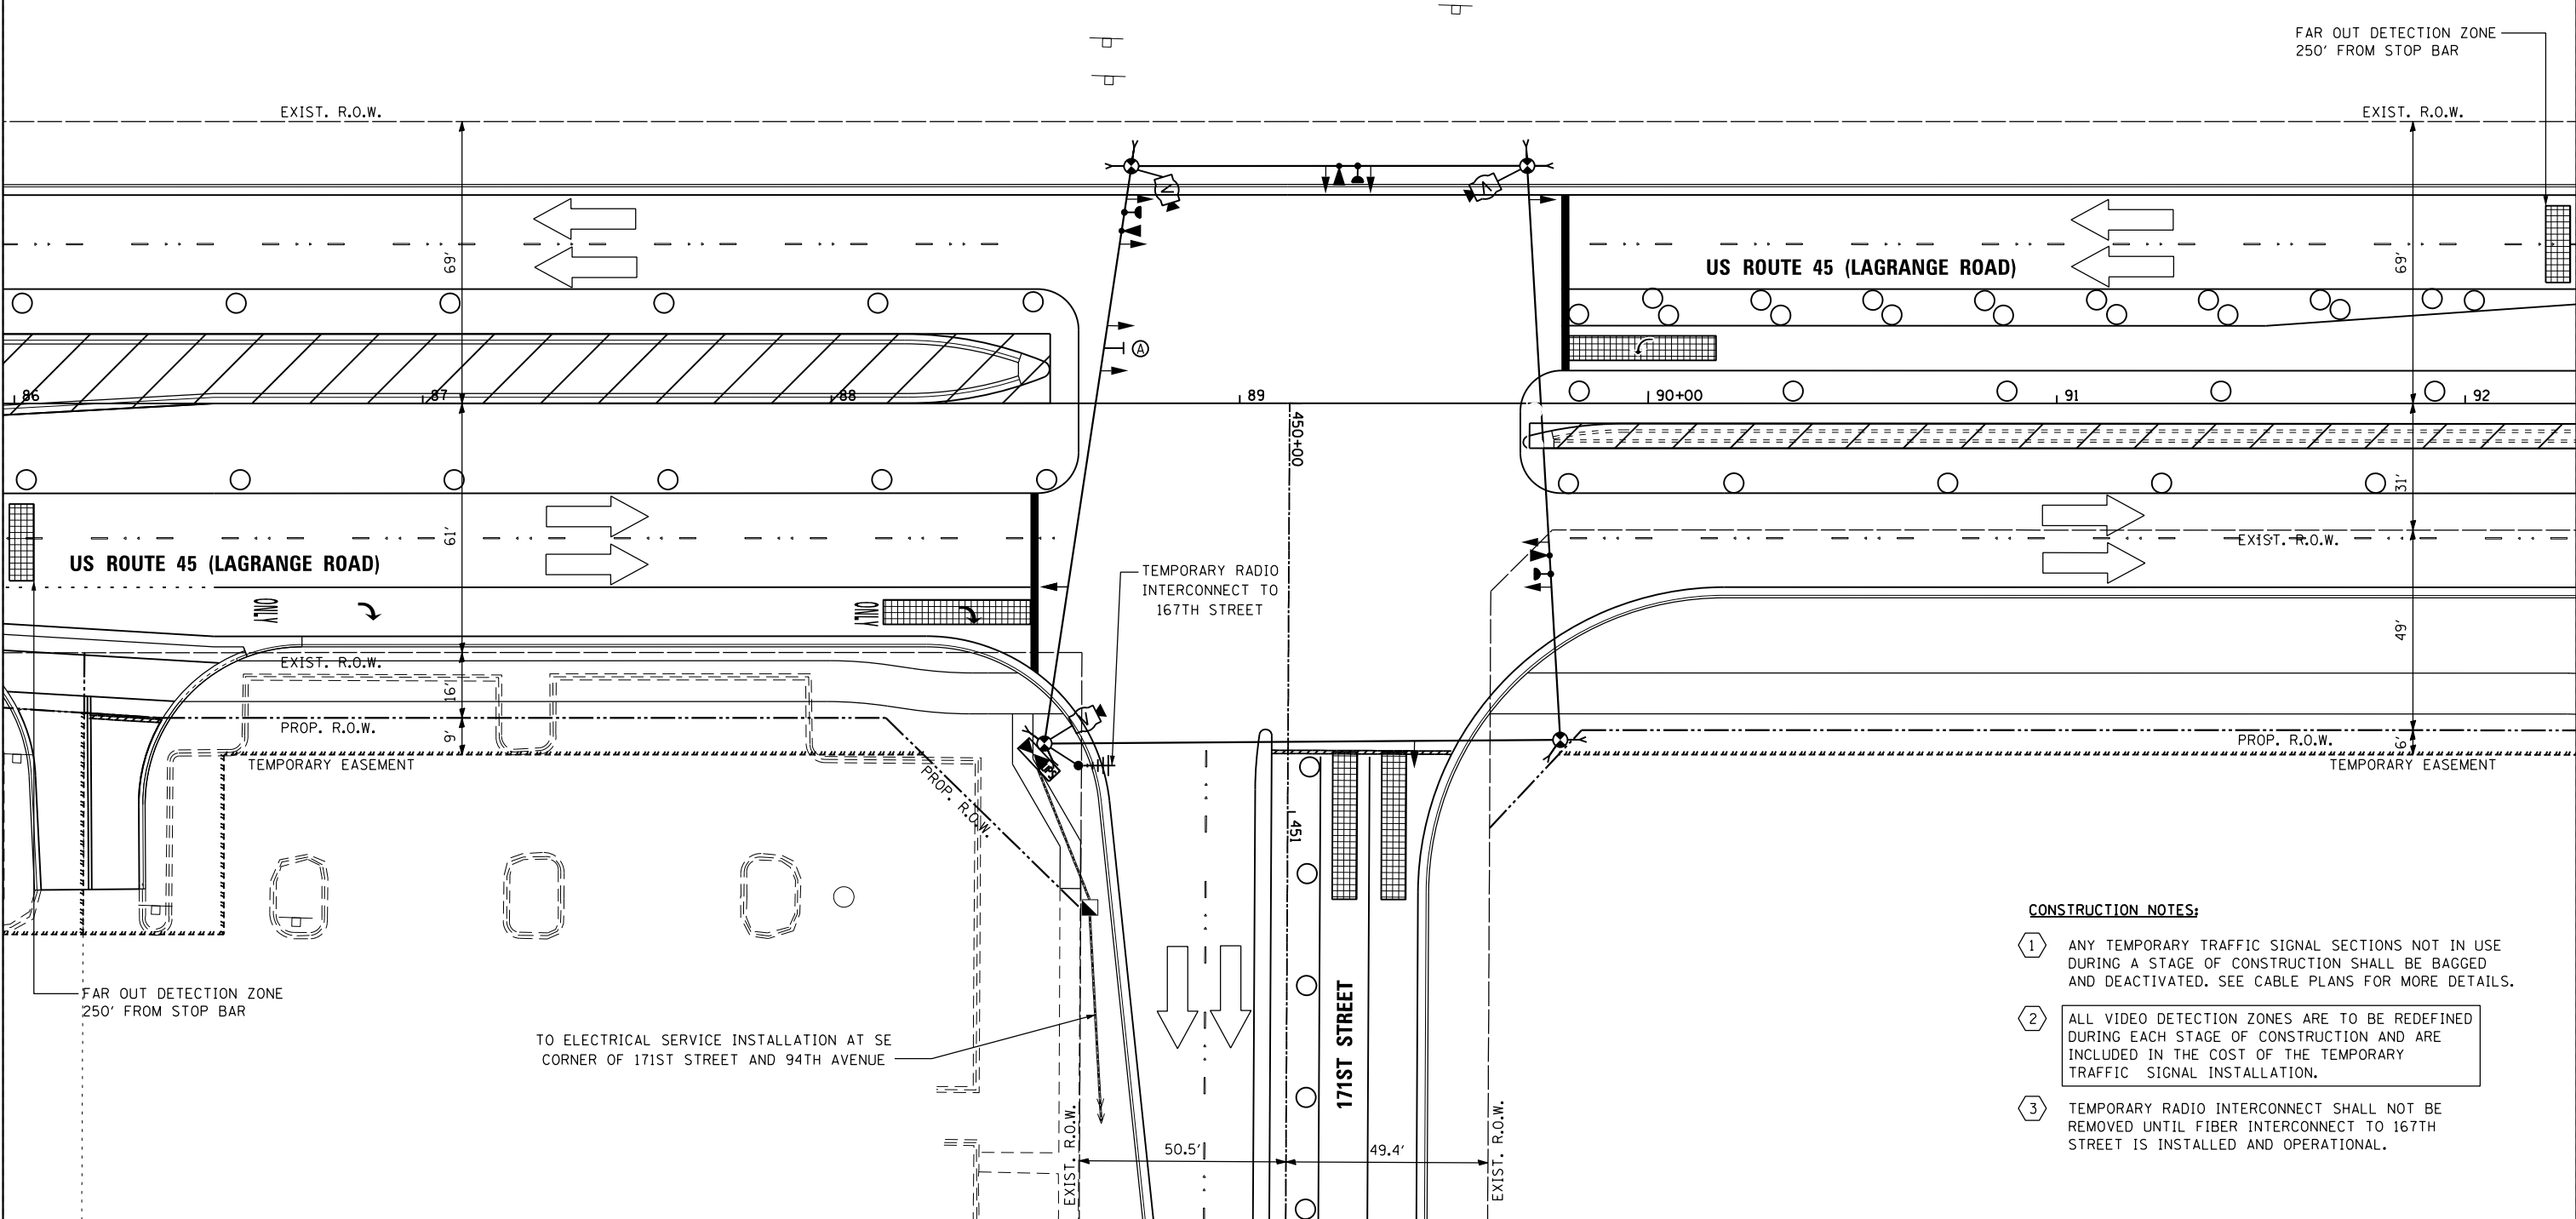 FAR OUT DETECTION ZONE
250' FROM STOP BAR
EXIST. R.O.W.
EXIST. R.O.W.
69'
69'
US ROUTE 45 (LAGRANGE ROAD)
V
V
A
86
87
88
89
90+00
91
92
450+00
31'
61'
EXIST. R.O.W.
US ROUTE 45 (LAGRANGE ROAD)
TEMPORARY RADIO
INTERCONNECT TO
167TH STREET
ONLY
ONLY
49'
EXIST. R.O.W.
16'
PROP. R.O.W.
9'
V
UPS
PROP. R.O.W.
6'
TEMPORARY EASEMENT
TEMPORARY EASEMENT
PROP. R.O.W.
451
FAR OUT DETECTION ZONE
250' FROM STOP BAR
TO ELECTRICAL SERVICE INSTALLATION AT SE
CORNER OF 171ST STREET AND 94TH AVENUE
171ST STREET
EXIST. R.O.W.
50.5'
49.4'
EXIST. R.O.W.
CONSTRUCTION NOTES:
1 ANY TEMPORARY TRAFFIC SIGNAL SECTIONS NOT IN USE
DURING A STAGE OF CONSTRUCTION SHALL BE BAGGED
AND DEACTIVATED. SEE CABLE PLANS FOR MORE DETAILS.
2 ALL VIDEO DETECTION ZONES ARE TO BE REDEFINED
DURING EACH STAGE OF CONSTRUCTION AND ARE
INCLUDED IN THE COST OF THE TEMPORARY
TRAFFIC SIGNAL INSTALLATION.
3 TEMPORARY RADIO INTERCONNECT SHALL NOT BE
REMOVED UNTIL FIBER INTERCONNECT TO 167TH
STREET IS INSTALLED AND OPERATIONAL.